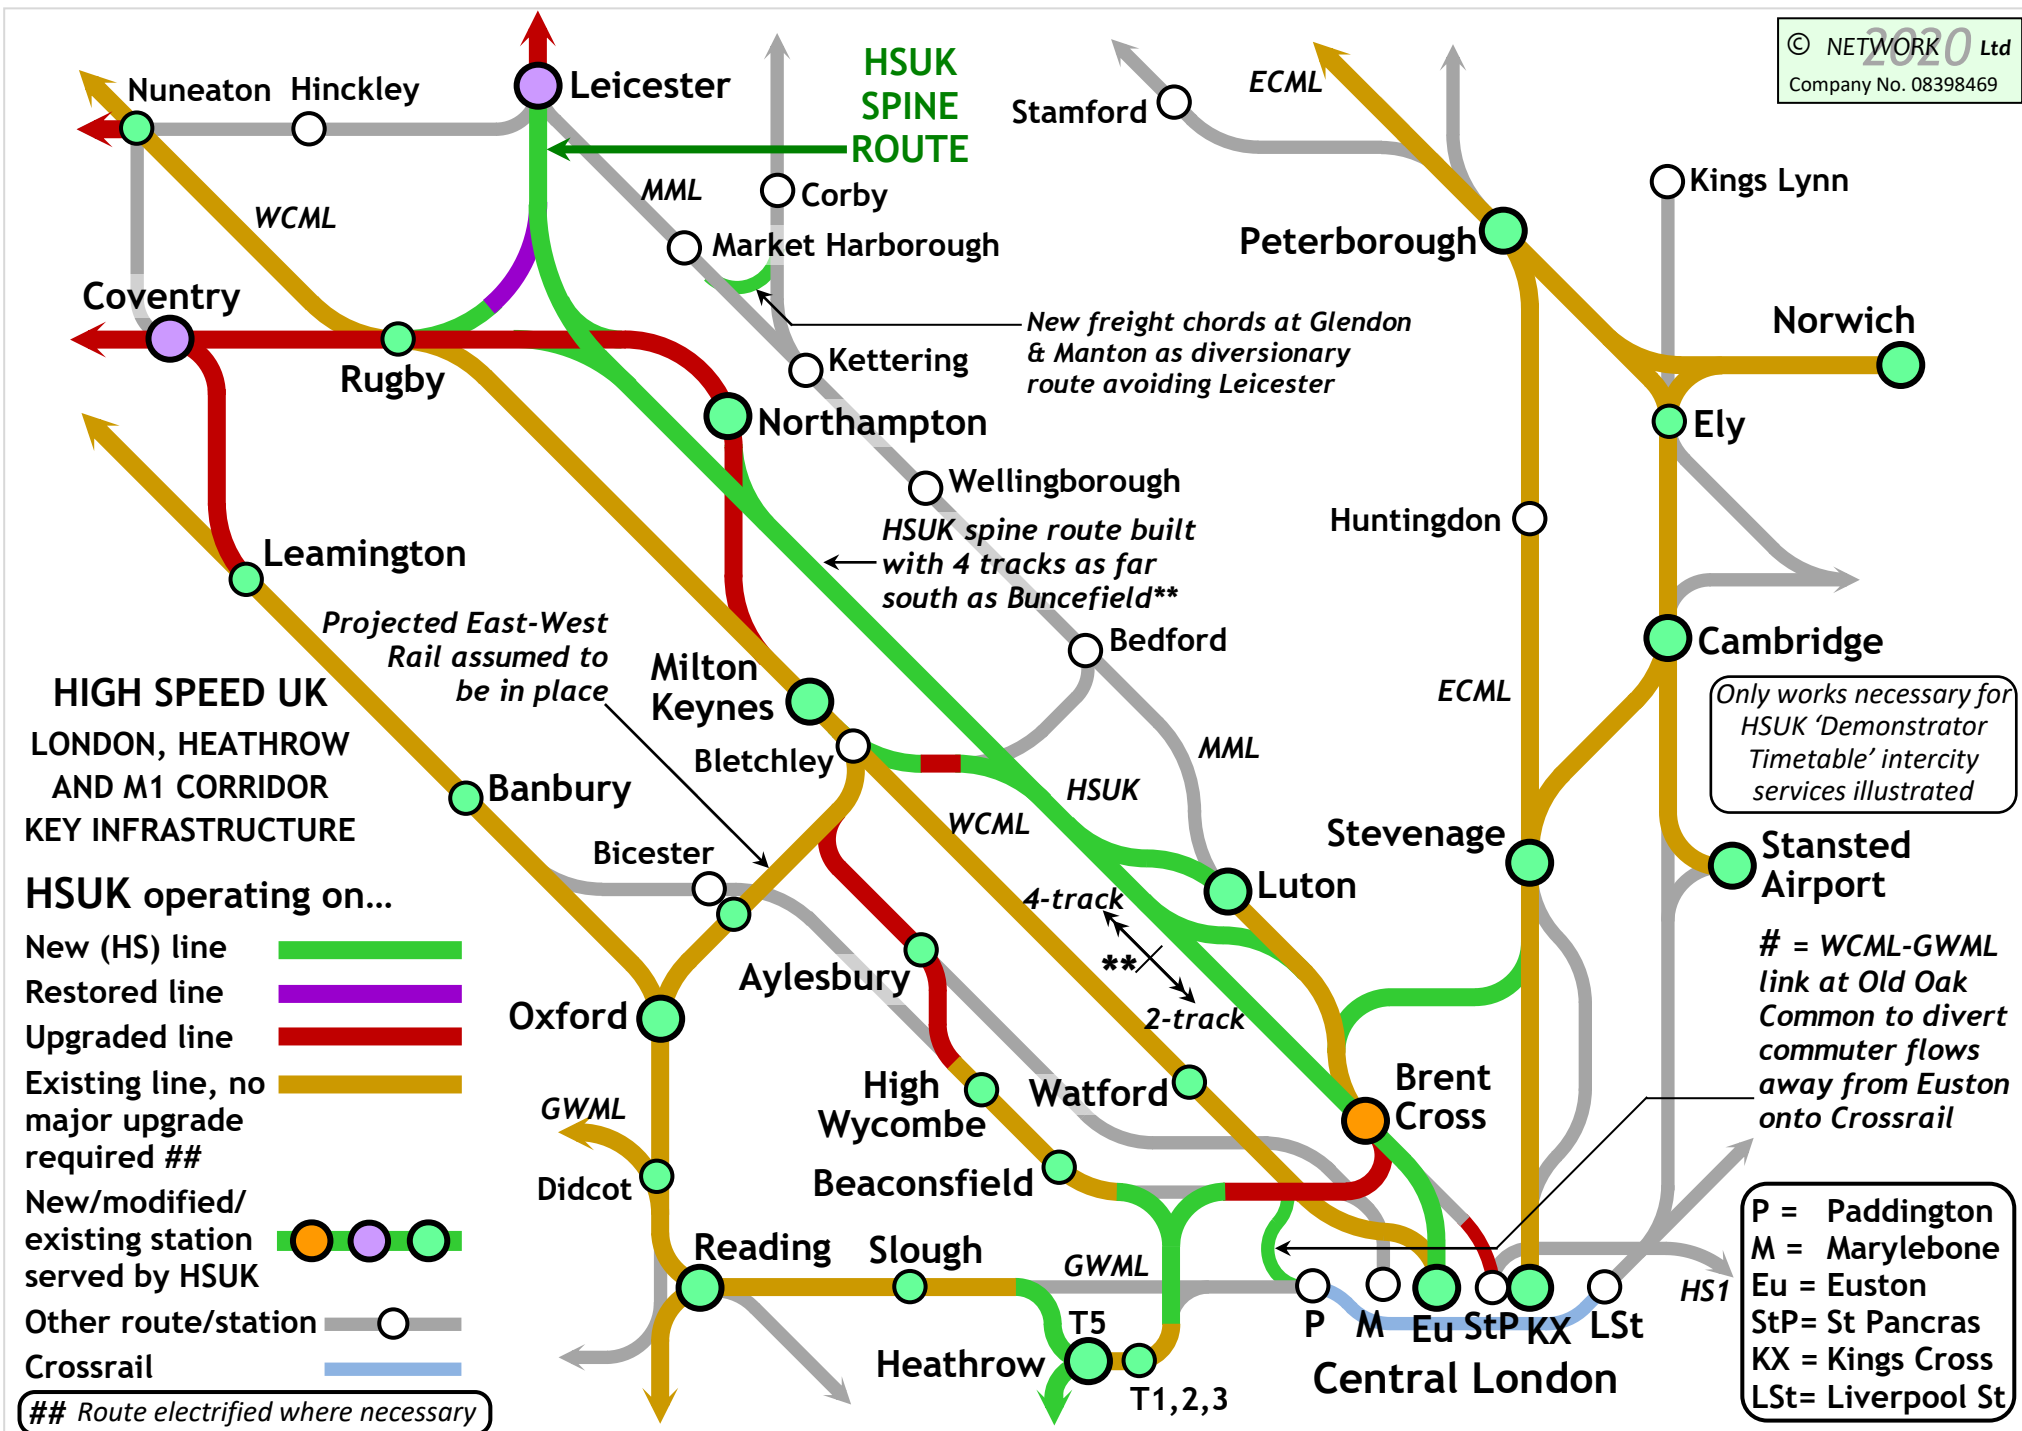 © NETWORK 2020 Ltd
Company No. 08398469
HSUK
SPINE
ROUTE
Nuneaton
Hinckley
Leicester
Stamford
ECML
WCML
MML
Corby
Market Harborough
Kings Lynn
Peterborough
Coventry
Rugby
Kettering
New freight chords at Glendon
& Manton as diversionary
route avoiding Leicester
Norwich
Northampton
Ely
Wellingborough
Huntingdon
Leamington
HSUK spine route built
with 4 tracks as far
south as Buncefield**
Projected East-West
Rail assumed to
be in place
Bedford
Cambridge
Milton
Keynes
ECML
Only works necessary for
HSUK ‘Demonstrator
Timetable’ intercity
services illustrated
HIGH SPEED UK
LONDON, HEATHROW
AND M1 CORRIDOR
KEY INFRASTRUCTURE
Bletchley
MML
HSUK
WCML
Banbury
Bicester
Stevenage
Stansted
Airport
Luton
4-track
**
2-track
HSUK operating on...
New (HS) line
Restored line
Upgraded line
Existing line, no
major upgrade
required ##
New/modified/
existing station
served by HSUK
Other route/station
Crossrail
## Route electrified where necessary
Aylesbury
Oxford
# = WCML-GWML
link at Old Oak
Common to divert
commuter flows
away from Euston
onto Crossrail
High
Wycombe
Watford
Brent
Cross
GWML
Didcot
Beaconsfield
Reading
Slough
GWML
HS1
T5
Heathrow
T1,2,3
P
M
Eu
StP
KX
LSt
Central London
P = Paddington
M = Marylebone
Eu = Euston
StP= St Pancras
KX = Kings Cross
LSt= Liverpool St